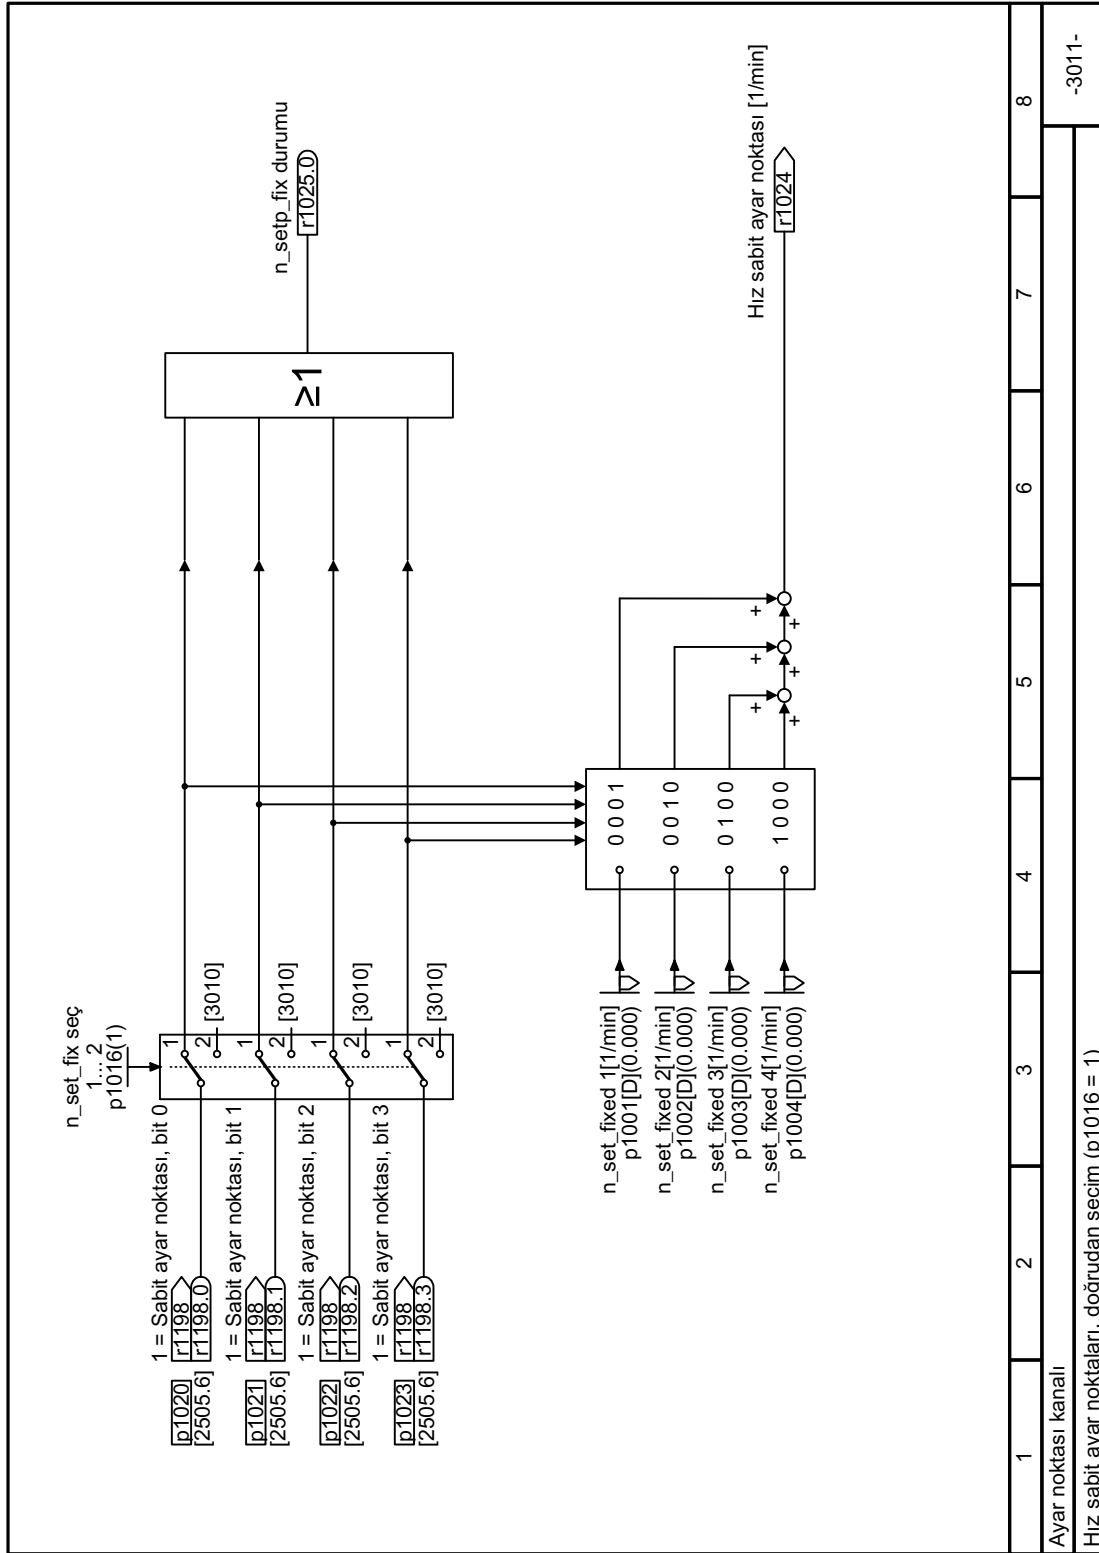 n_set_fix seç
1... 2
p1016(1)
1 = Sabit ayar noktası, bit 0
p1020
r1198
[2505.6]
r1198.0
1
2
[3010]
1 = Sabit ayar noktası, bit 1
p1021
r1198
[2505.6]
r1198.1
1
2
[3010]
1 = Sabit ayar noktası, bit 2
p1022
r1198
[2505.6]
r1198.2
1
2
[3010]
1 = Sabit ayar noktası, bit 3
p1023
r1198
[2505.6]
r1198.3
1
2
[3010]
≥1
n_setp_fix durumu
r1025.0
n_set_fixed 1[1/min]
p1001[D](0.000)
0 0 0 1
n_set_fixed 2[1/min]
p1002[D](0.000)
0 0 1 0
n_set_fixed 3[1/min]
p1003[D](0.000)
0 1 0 0
n_set_fixed 4[1/min]
p1004[D](0.000)
1 0 0 0
+
+
+
+
+
+
Hız sabit ayar noktası [1/min]
r1024
1 2 3 4 5 6 7 8
Ayar noktası kanalı
-3011-
Hız sabit ayar noktaları, doğrudan seçim (p1016 = 1)